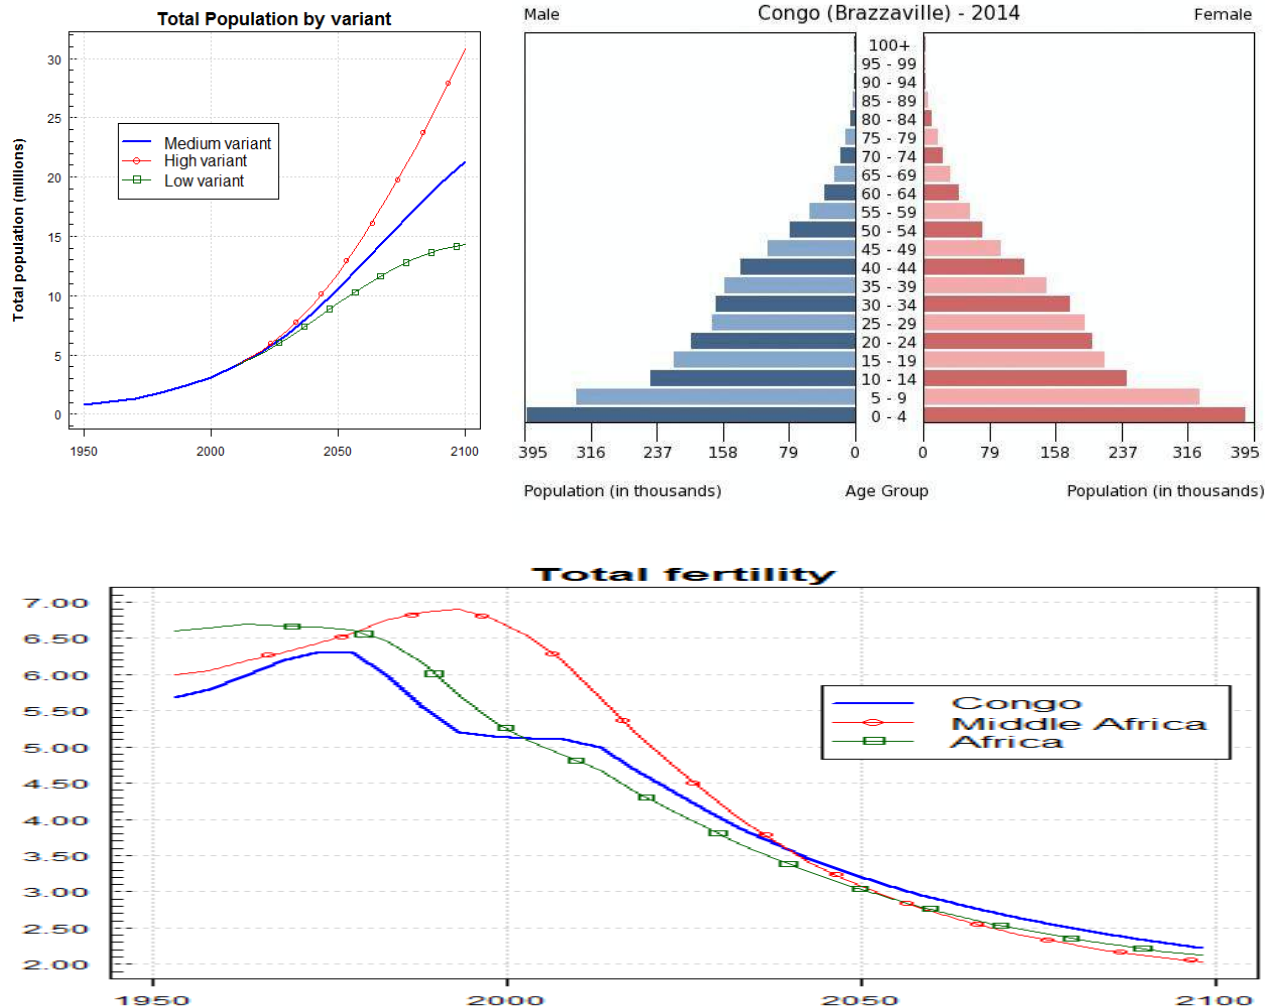 Total Population by variant
Total population (millions)
30
25
20
15
10
5
0
Medium variant
High variant
Low variant
1950 2000 2050 2100
Male Congo (Brazzaville) - 2014 Female
100+
95 - 99
90 - 94
85 - 89
80 - 84
75 - 79
70 - 74
65 - 69
60 - 64
55 - 59
50 - 54
45 - 49
40 - 44
35 - 39
30 - 34
25 - 29
20 - 24
15 - 19
10 - 14
5 - 9
0 - 4
395 316 237 158 79 0 0 79 158 237 316 395
Population (in thousands) Age Group Population (in thousands)
Total fertility
7.00
6.50
6.00
5.50
5.00
4.50
4.00
3.50
3.00
2.50
2.00
Congo
Middle Africa
Africa
1950 2000 2050 2100